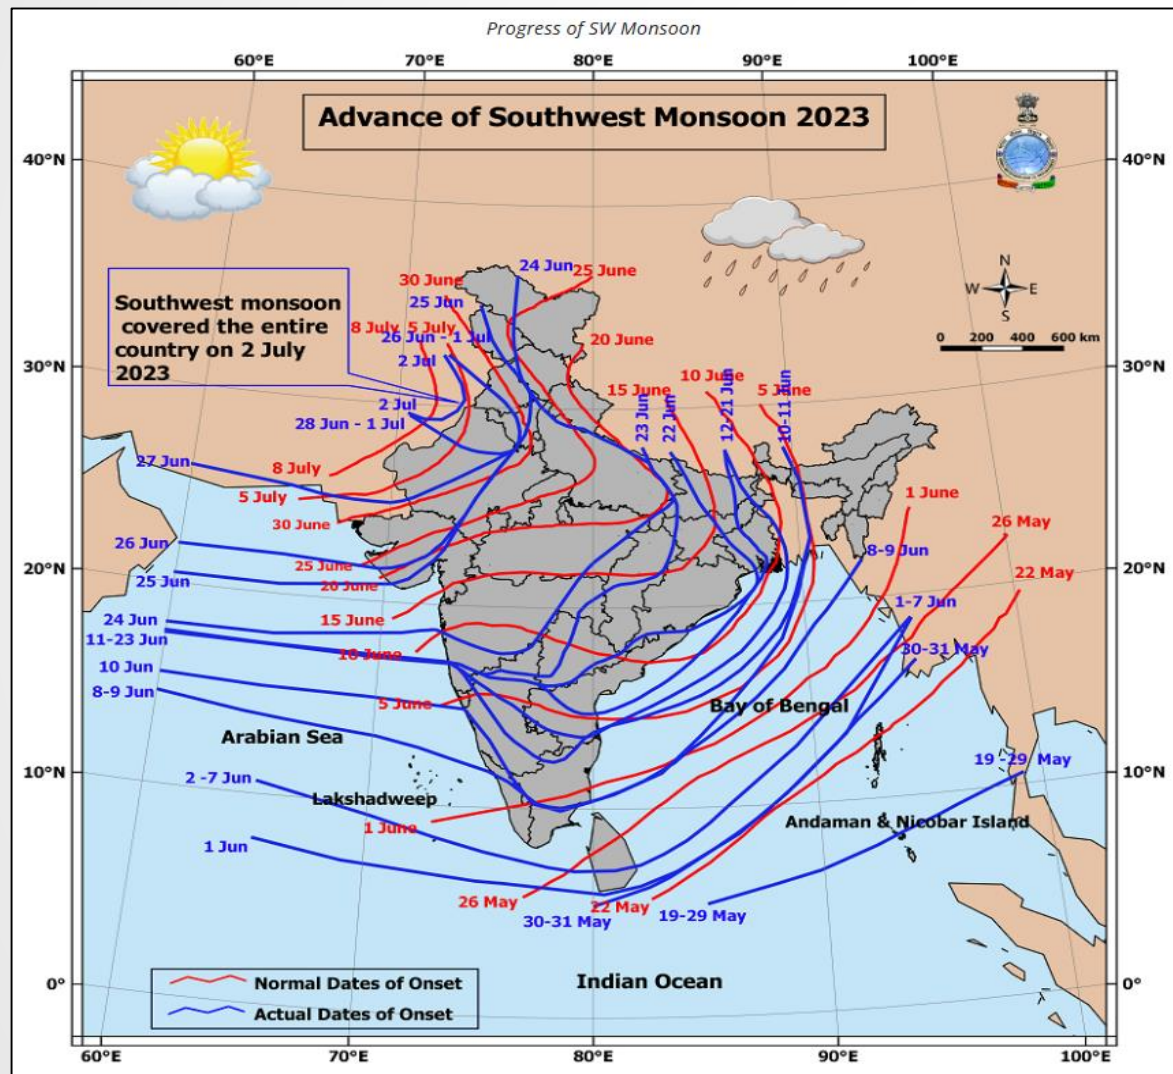 Progress of SW Monsoon
60°E 70°E 80°E 90°E 100°E
Advance of Southwest Monsoon 2023
40°N 40°N
N
W E
S
0 200 400 600 km
24 Jun
25 June
30 June
25 Jun
8 July 5 July
26 Jun - 1 Jul
2 Jul
Southwest monsoon
covered the entire
country on 2 July
2023
20 June
30°N 30°N
15 June
10 June
5 June
2 Jul
28 Jun - 1 Jul
23 Jun
22 Jun
12-21 Jun
10-11 Jun
27 Jun
8 July
5 July
30 June
1 June
26 May
22 May
26 Jun
25 June
20 June
8-9 Jun
20°N 20°N
25 Jun
15 June
1-7 Jun
24 Jun
11-23 Jun
10 June
30-31 May
10 Jun
8-9 Jun
5 June
Bay of Bengal
Arabian Sea
19 -29 May
10°N 10°N
2 -7 Jun
Lakshadweep
1 June
Andaman & Nicobar Island
1 Jun
26 May
22 May
30-31 May
19-29 May
Indian Ocean
0° 0°
Normal Dates of Onset
Actual Dates of Onset
60°E 70°E 80°E 90°E 100°E